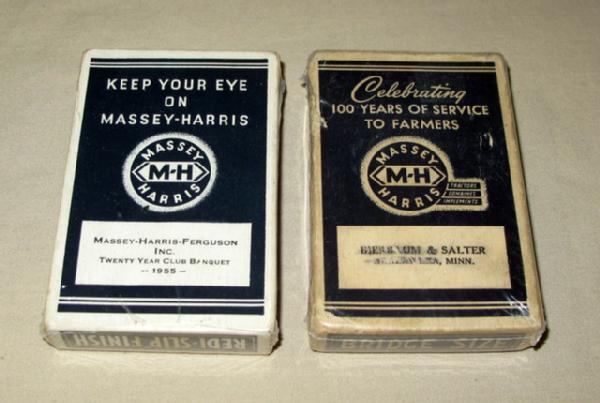 KEEP YOUR EYE
ON
MASSEY-HARRIS
MASSEY
M-H
HARRIS
MASSEY-HARRIS-FERGUSON
INC.
TWENTY YEAR CLUB BANQUET
-- 1955 --
REDI-SLIP FINISH
Celebrating
100 YEARS OF SERVICE
TO FARMERS
MASSEY
M-H
HARRIS
TRACTORS
COMBINES
IMPLEMENTS
& SALTER
MINN.
BRIDGE SIZE